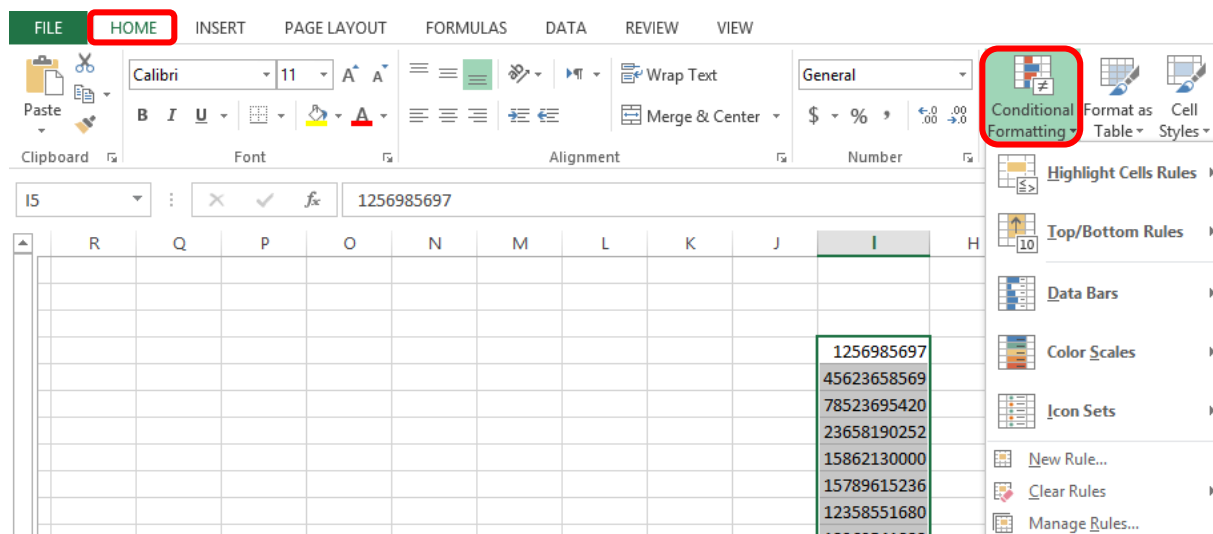 FILE HOME INSERT PAGE LAYOUT FORMULAS DATA REVIEW VIEW
Calibri 11 A A Wrap Text General
Paste B I U A Merge & Center $ % , .0 .00 .00 .0
Conditional Formatting Format as Table Cell Styles
Clipboard Font Alignment Number
Highlight Cells Rules
I5 fx 1256985697
Top/Bottom Rules
10
R Q P O N M L K J I H
Data Bars
Color Scales
1256985697
45623658569
78523695420
Icon Sets
23658190252
15862130000
New Rule...
15789615236
Clear Rules
12358551680
Manage Rules...